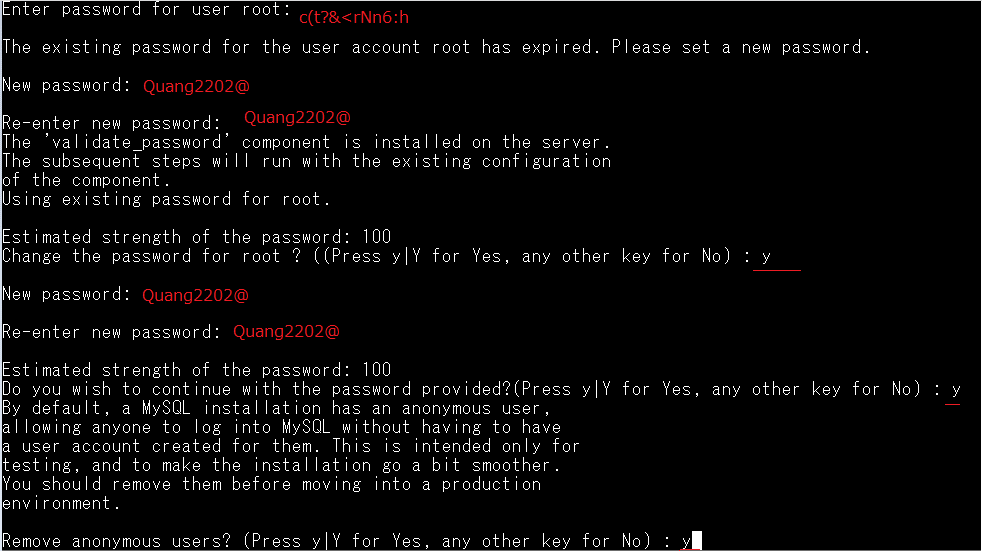 Enter password for user root: c(t?&<rNn6:h
The existing password for the user account root has expired. Please set a new password.
New password: Quang2202@
Re-enter new password: Quang2202@
The 'validate_password' component is installed on the server.
The subsequent steps will run with the existing configuration
of the component.
Using existing password for root.
Estimated strength of the password: 100
Change the password for root ? ((Press y|Y for Yes, any other key for No) : y
New password: Quang2202@
Re-enter new password: Quang2202@
Estimated strength of the password: 100
Do you wish to continue with the password provided?(Press y|Y for Yes, any other key for No) : y
By default, a MySQL installation has an anonymous user,
allowing anyone to log into MySQL without having to have
a user account created for them. This is intended only for
testing, and to make the installation go a bit smoother.
You should remove them before moving into a production
environment.
Remove anonymous users? (Press y|Y for Yes, any other key for No) : y